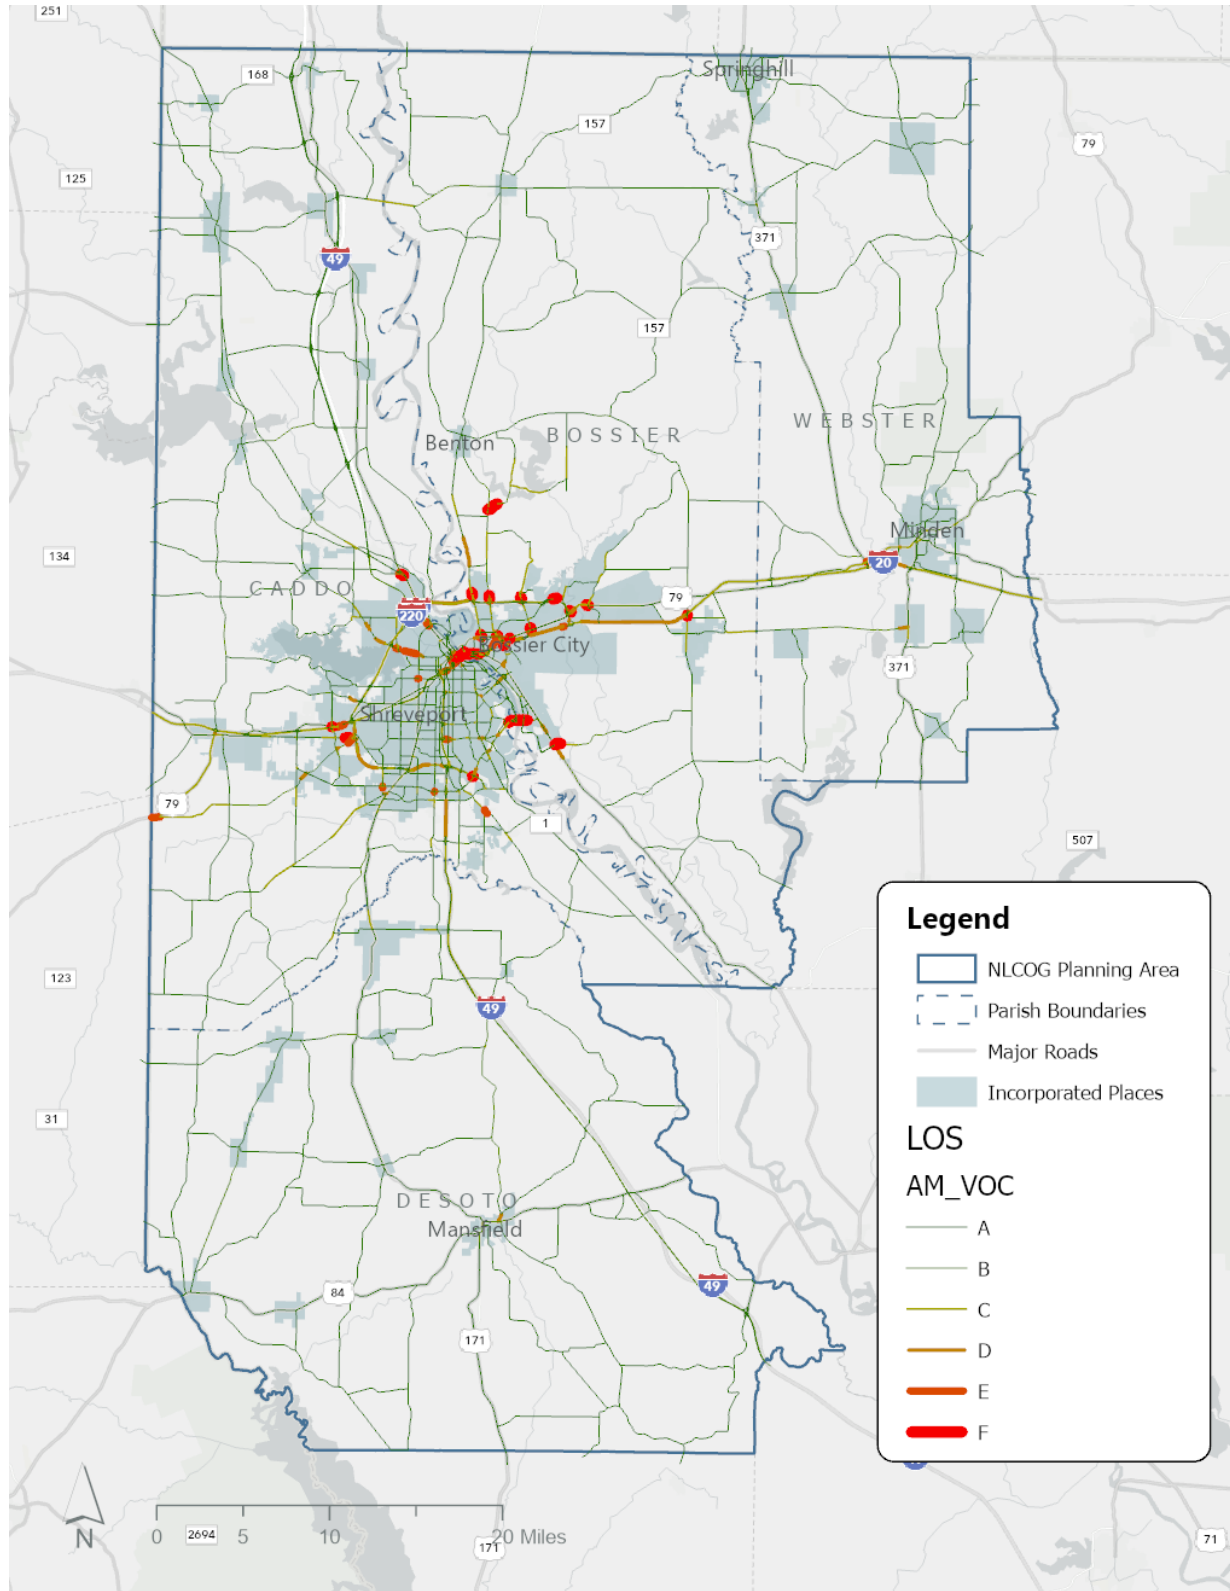 251
Springhill
168
157
79
125
371
49
157
WEBSTER
BOSSIER
Benton
Minden
134
20
CADDO
79
220
Bossier City
371
Shreveport
79
1
507
Legend
NLCOG Planning Area
123
49
Parish Boundaries
Major Roads
Incorporated Places
31
LOS
AM_VOC
DESOTO
Mansfield
A
B
49
84
C
171
D
E
F
N
0
2694
5
10
20 Miles
171
71